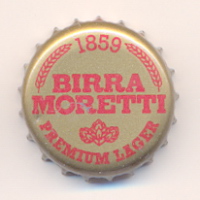 1859
BIRRA
MORETTI
PREMIUM LAGER